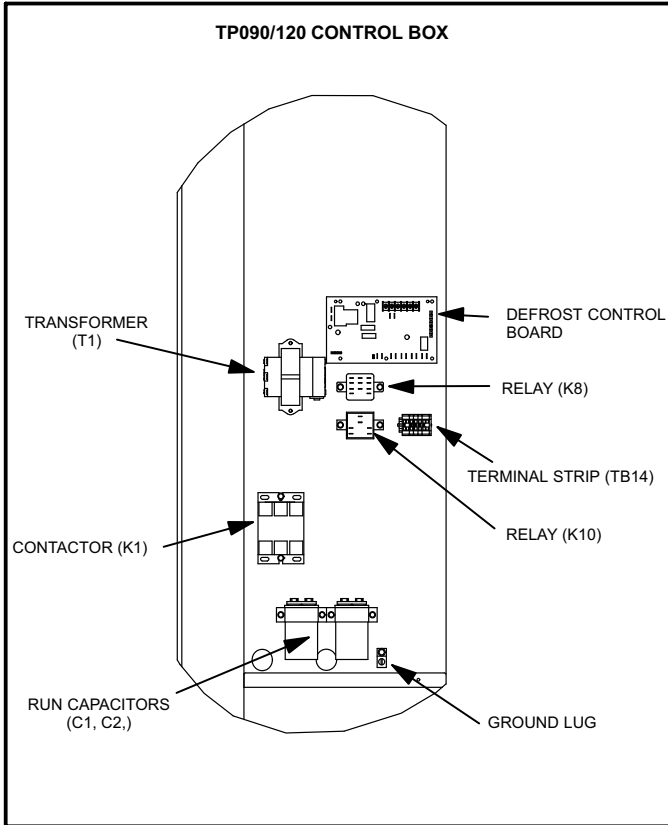 TP090/120 CONTROL BOX
TRANSFORMER
(T1)
DEFROST CONTROL
BOARD
RELAY (K8)
TERMINAL STRIP (TB14)
RELAY (K10)
CONTACTOR (K1)
RUN CAPACITORS
(C1, C2,)
GROUND LUG